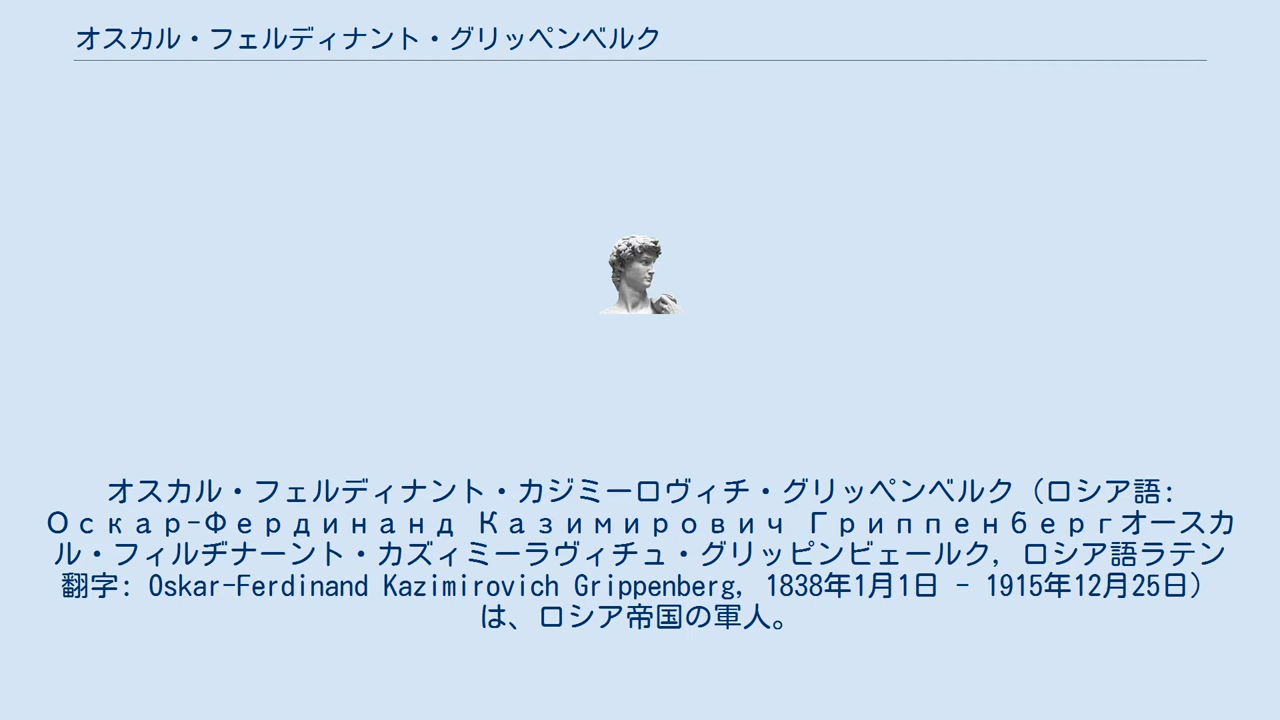 オスカル・フェルディナント・グリッペンベルク
オスカル・フェルディナント・カジミーロヴィチ・グリッペンベルク（ロシア語:
Оскар-Фердинанд Казимирович Гриппенбергオースカ
ル・フィルヂナーント・カズィミーラヴィチュ・グリッピンビェールク, ロシア語ラテン
翻字: Oskar-Ferdinand Kazimirovich Grippenberg, 1838年1月1日 - 1915年12月25日）
は、ロシア帝国の軍人。